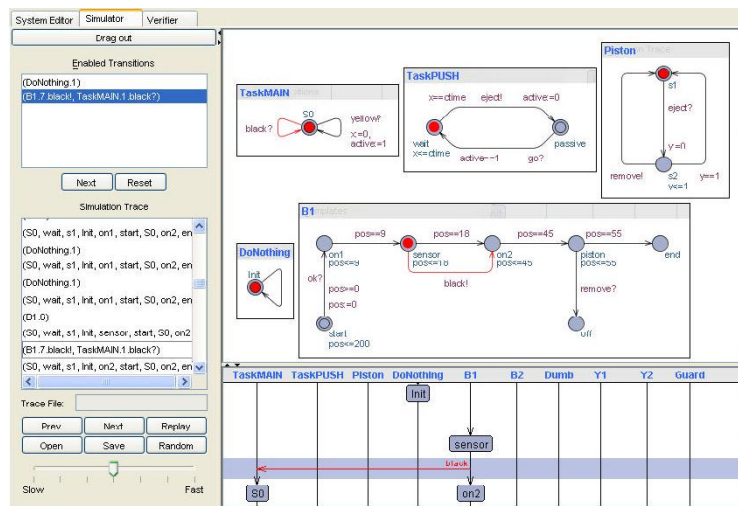 System Editor Simulator Verifier
Drag out
Enabled Transitions
(DoNothing.1)
(B1.7.black!, TaskMAIN.1.black?)
Next Reset
Simulation Trace
(S0, wait, s1, Init, on1, start, S0, on2, en
(DoNothing.1)
(S0, wait, s1, Init, on1, start, S0, on2, en
(DoNothing.1)
(S0, wait, s1, Init, on1, start, S0, on2, en
(D1.0)
(S0, wait, s1, Init, sensor, start, S0, on2
(B1.7.black!, TaskMAIN.1.black?)
(S0, wait, s1, Init, on2, start, S0, on2, en
Trace File:
Prev Next Replay
Open Save Random
Slow Fast
TaskMAIN
S0
black?
yellow?
x:=0,
active:=1
TaskPUSH
x==ctime eject! active:=0
wait
x<=ctime
passive
active==1 go?
Piston
s1
eject?
y:=0
remove!
s2
y<=1
y==1
DoNothing
Init
B1
pos==9 pos==18 pos==45 pos==55
on1
pos<=9
sensor
pos<=18
on2
pos<=45
piston
pos<=55
end
ok?
black!
pos>=0
pos:=0
remove?
start
pos<=200
off
TaskMAIN TaskPUSH Piston DoNothing B1 B2 Dumb Y1 Y2 Guard
Init
sensor
black
S0 on2